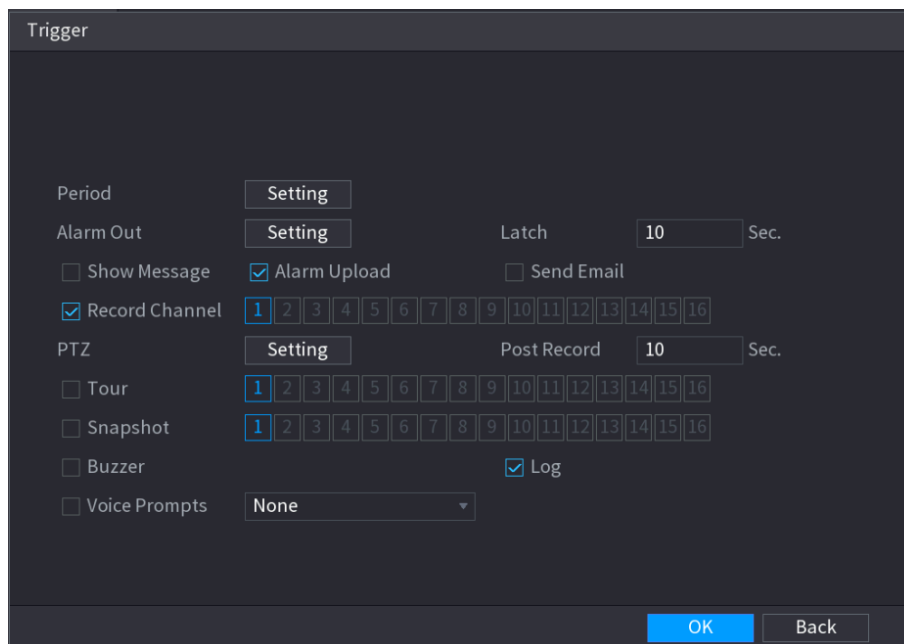 Trigger
Period Setting
Alarm Out Setting Latch 10 Sec.
Show Message Alarm Upload Send Email
Record Channel 1 2 3 4 5 6 7 8 9 10 11 12 13 14 15 16
PTZ Setting Post Record 10 Sec.
Tour 1 2 3 4 5 6 7 8 9 10 11 12 13 14 15 16
Snapshot 1 2 3 4 5 6 7 8 9 10 11 12 13 14 15 16
Buzzer Log
Voice Prompts None
OK Back